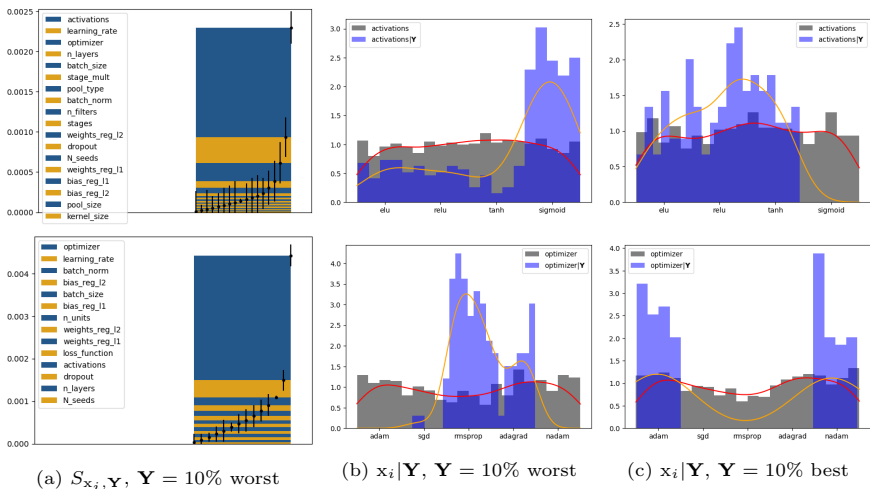 0.0025
0.0020
0.0015
0.0010
0.0005
0.0000
activations
learning_rate
optimizer
n_layers
batch_size
stage_mult
pool_type
batch_norm
n_filters
stages
weights_reg_l2
dropout
N_seeds
weights_reg_l1
bias_reg_l1
bias_reg_l2
pool_size
kernel_size
3.0
2.5
2.0
1.5
1.0
0.5
0.0
activations
activations|Y
elu relu tanh sigmoid
2.5
2.0
1.5
1.0
0.5
0.0
activations
activations|Y
elu relu tanh sigmoid
0.004
0.003
0.002
0.001
0.000
optimizer
learning_rate
batch_norm
bias_reg_l2
batch_size
bias_reg_l1
n_units
weights_reg_l2
weights_reg_l1
loss_function
activations
dropout
n_layers
N_seeds
4.0
3.5
3.0
2.5
2.0
1.5
1.0
0.5
0.0
optimizer
optimizer|Y
adam sgd rmsprop adagrad nadam
4.0
3.5
3.0
2.5
2.0
1.5
1.0
0.5
0.0
optimizer
optimizer|Y
adam sgd rmsprop adagrad nadam
(a) S_{x_i,Y}, Y = 10% worst
(b) x_i|Y, Y = 10% worst
(c) x_i|Y, Y = 10% best